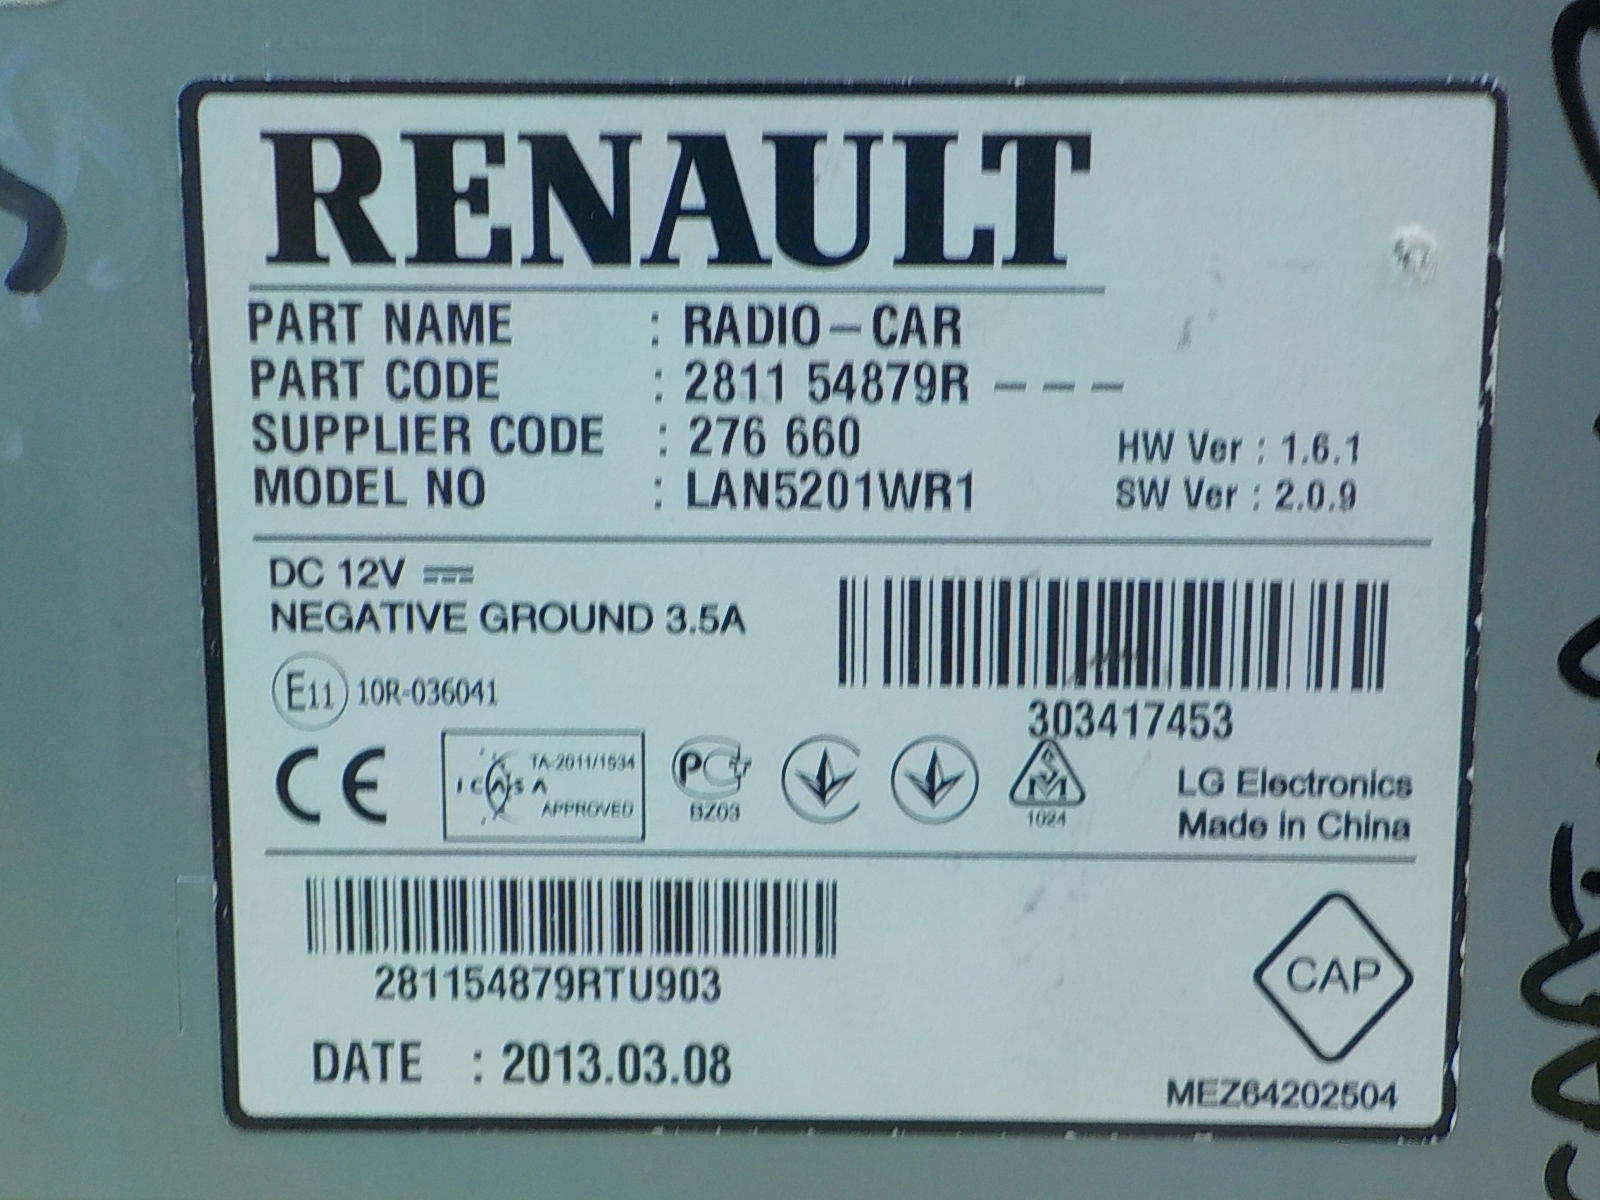 RENAULT
PART NAME : RADIO-CAR
PART CODE : 2811 54879R ---
SUPPLIER CODE : 276 660
MODEL NO : LAN5201WR1
HW Ver : 1.6.1
SW Ver : 2.0.9
DC 12V
NEGATIVE GROUND 3.5A
E11 10R-036041
303417453
CE
ICASA
TA-2011/1534
APPROVED
PCT
BZ03
1024
LG Electronics
Made in China
281154879RTU903
CAP
DATE : 2013.03.08
MEZ64202504